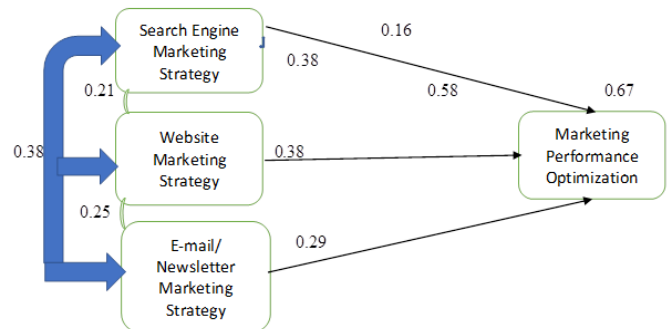 Search Engine
Marketing
Strategy
0.16
0.38
0.58
0.67
0.21
Website
Marketing
Strategy
0.38
0.38
Marketing
Performance
Optimization
0.25
E-mail/
Newsletter
Marketing
Strategy
0.29